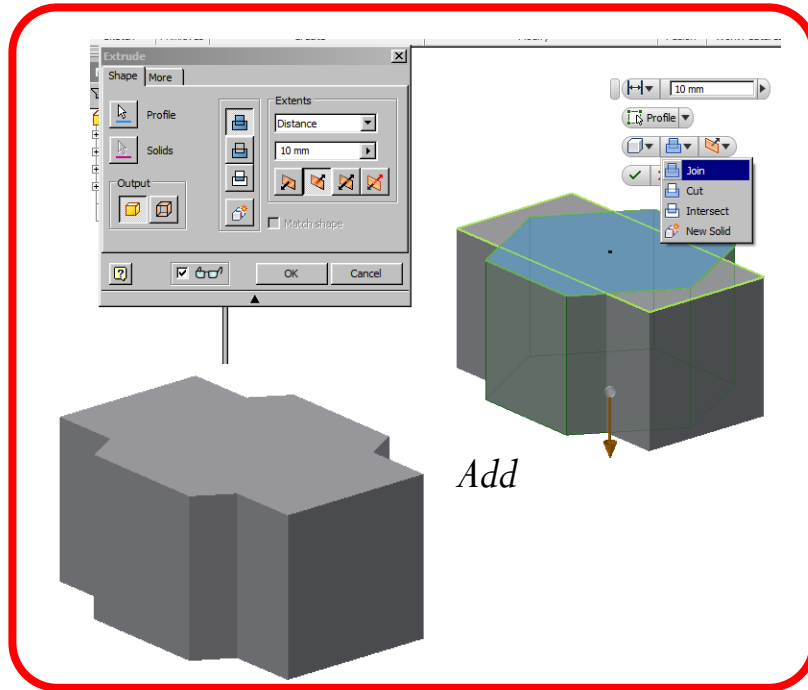 Extrude
Shape
More
Profile
Solids
Output
Extents
Distance
10 mm
Match shape
OK
Cancel
10 mm
Profile
Join
Cut
Intersect
New Solid
Add